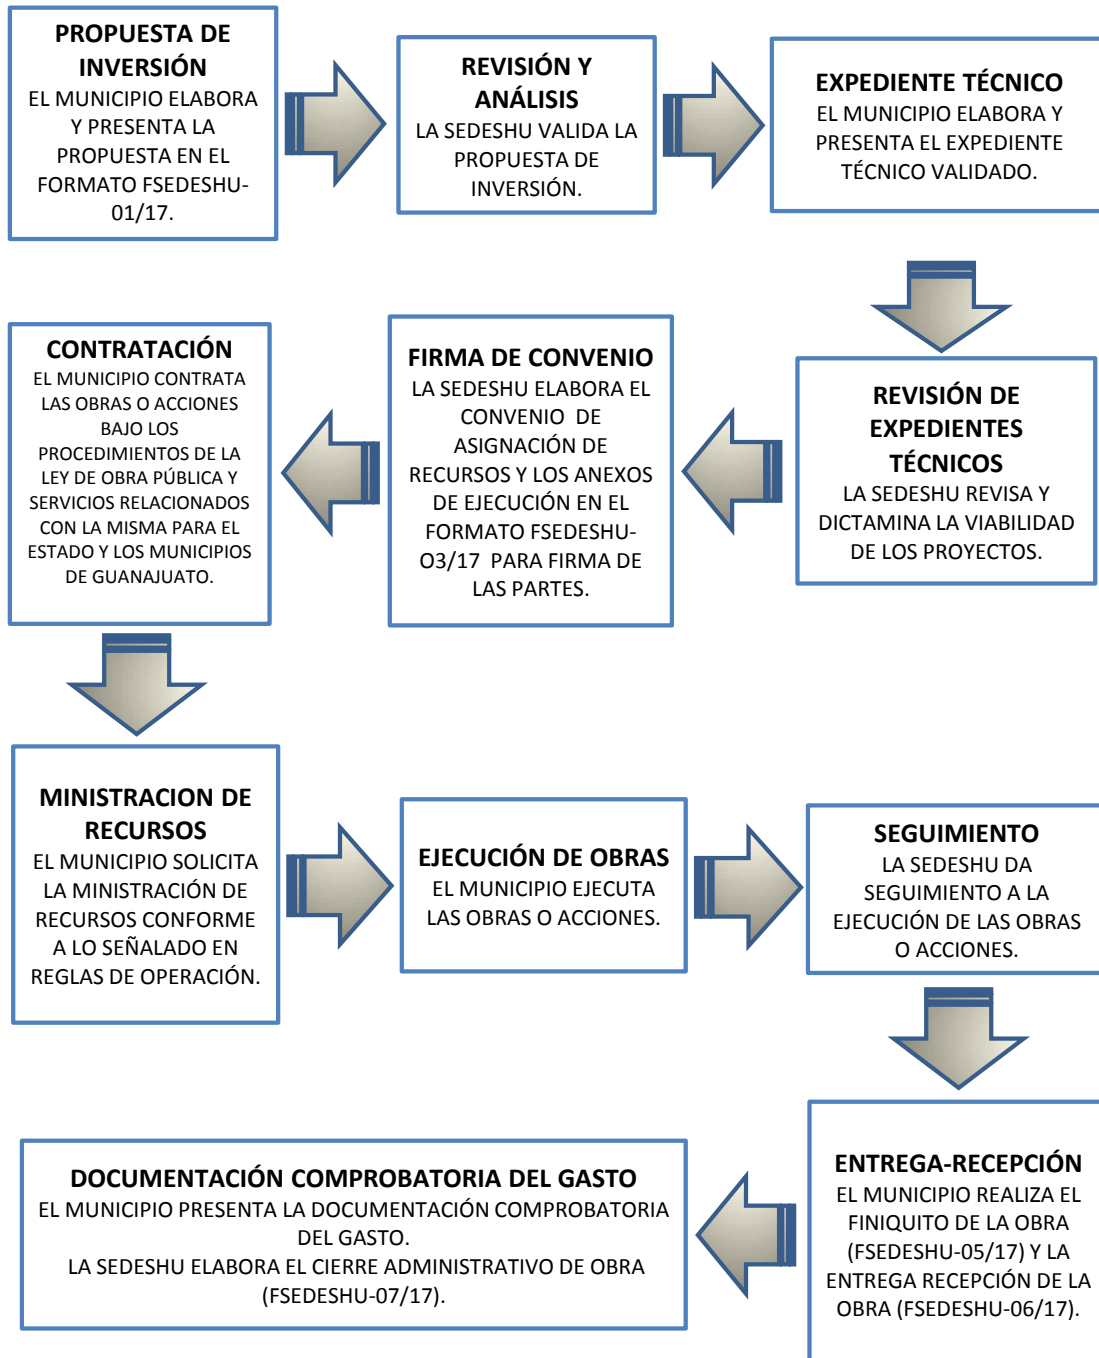 PROPUESTA DE
INVERSIÓN
EL MUNICIPIO ELABORA
Y PRESENTA LA
PROPUESTA EN EL
FORMATO FSEDESHU-
01/17.
REVISIÓN Y
ANÁLISIS
LA SEDESHU VALIDA LA
PROPUESTA DE
INVERSIÓN.
EXPEDIENTE TÉCNICO
EL MUNICIPIO ELABORA Y
PRESENTA EL EXPEDIENTE
TÉCNICO VALIDADO.
REVISIÓN DE
EXPEDIENTES
TÉCNICOS
LA SEDESHU REVISA Y
DICTAMINA LA VIABILIDAD
DE LOS PROYECTOS.
FIRMA DE CONVENIO
LA SEDESHU ELABORA EL
CONVENIO DE
ASIGNACIÓN DE
RECURSOS Y LOS ANEXOS
DE EJECUCIÓN EN EL
FORMATO FSEDESHU-
O3/17 PARA FIRMA DE
LAS PARTES.
CONTRATACIÓN
EL MUNICIPIO CONTRATA
LAS OBRAS O ACCIONES
BAJO LOS
PROCEDIMIENTOS DE LA
LEY DE OBRA PÚBLICA Y
SERVICIOS RELACIONADOS
CON LA MISMA PARA EL
ESTADO Y LOS MUNICIPIOS
DE GUANAJUATO.
MINISTRACION DE
RECURSOS
EL MUNICIPIO SOLICITA
LA MINISTRACIÓN DE
RECURSOS CONFORME
A LO SEÑALADO EN
REGLAS DE OPERACIÓN.
EJECUCIÓN DE OBRAS
EL MUNICIPIO EJECUTA
LAS OBRAS O ACCIONES.
SEGUIMIENTO
LA SEDESHU DA
SEGUIMIENTO A LA
EJECUCIÓN DE LAS OBRAS
O ACCIONES.
ENTREGA-RECEPCIÓN
EL MUNICIPIO REALIZA EL
FINIQUITO DE LA OBRA
(FSEDESHU-05/17) Y LA
ENTREGA RECEPCIÓN DE LA
OBRA (FSEDESHU-06/17).
DOCUMENTACIÓN COMPROBATORIA DEL GASTO
EL MUNICIPIO PRESENTA LA DOCUMENTACIÓN COMPROBATORIA
DEL GASTO.
LA SEDESHU ELABORA EL CIERRE ADMINISTRATIVO DE OBRA
(FSEDESHU-07/17).